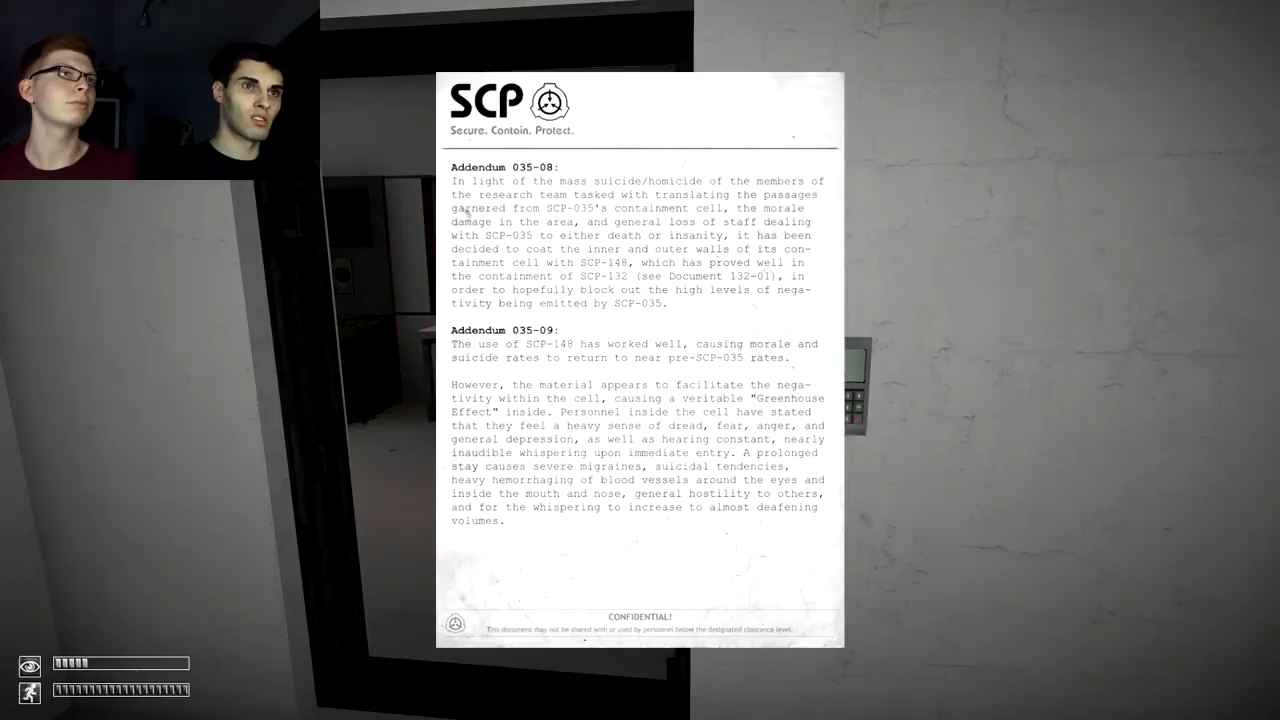 SCP
Secure. Contain. Protect.
Addendum 035-08:
In light of the mass suicide/homicide of the members of
the research team tasked with translating the passages
garnered from SCP-035's containment cell, the morale
damage in the area, and general loss of staff dealing
with SCP-035 to either death or insanity, it has been
decided to coat the inner and outer walls of its con-
tainment cell with SCP-148, which has proved well in
the containment of SCP-132 (see Document 132-01), in
order to hopefully block out the high levels of nega-
tivity being emitted by SCP-035.
Addendum 035-09:
The use of SCP-148 has worked well, causing morale and
suicide rates to return to near pre-SCP-035 rates.
However, the material appears to facilitate the nega-
tivity within the cell, causing a veritable "Greenhouse
Effect" inside. Personnel inside the cell have stated
that they feel a heavy sense of dread, fear, anger, and
general depression, as well as hearing constant, nearly
inaudible whispering upon immediate entry. A prolonged
stay causes severe migraines, suicidal tendencies,
heavy hemorrhaging of blood vessels around the eyes and
inside the mouth and nose, general hostility to others,
and for the whispering to increase to almost deafening
volumes.
CONFIDENTIAL!
This document may not be shared with or used by personnel below the designated clearance level.